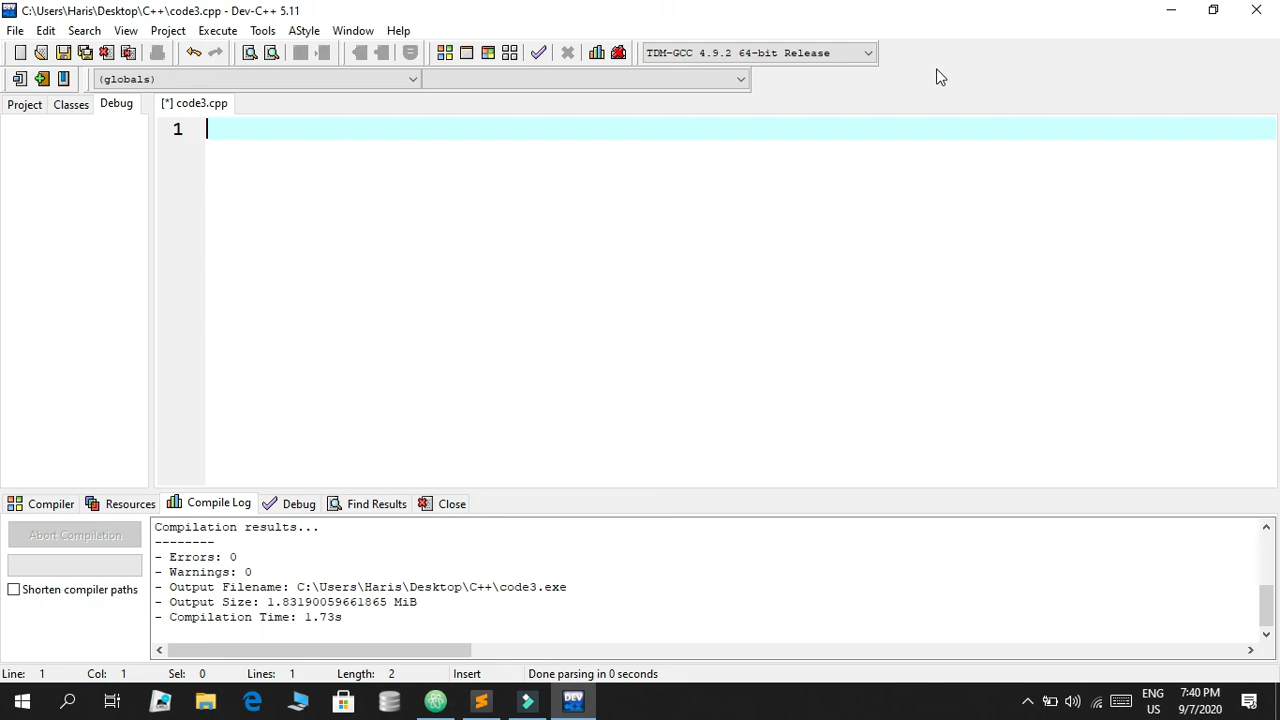 C:\Users\Haris\Desktop\C++\code3.cpp - Dev-C++ 5.11
File Edit Search View Project Execute Tools AStyle Window Help
TDM-GCC 4.9.2 64-bit Release
(globals)
Project Classes Debug [*] code3.cpp
1
Compiler Resources Compile Log Debug Find Results Close
Abort Compilation
Shorten compiler paths
Compilation results...
--------
- Errors: 0
- Warnings: 0
- Output Filename: C:\Users\Haris\Desktop\C++\code3.exe
- Output Size: 1.83190059661865 MiB
- Compilation Time: 1.73s
Line: 1 Col: 1 Sel: 0 Lines: 1 Length: 2 Insert Done parsing in 0 seconds
DEV
ENG
US
7:40 PM
9/7/2020